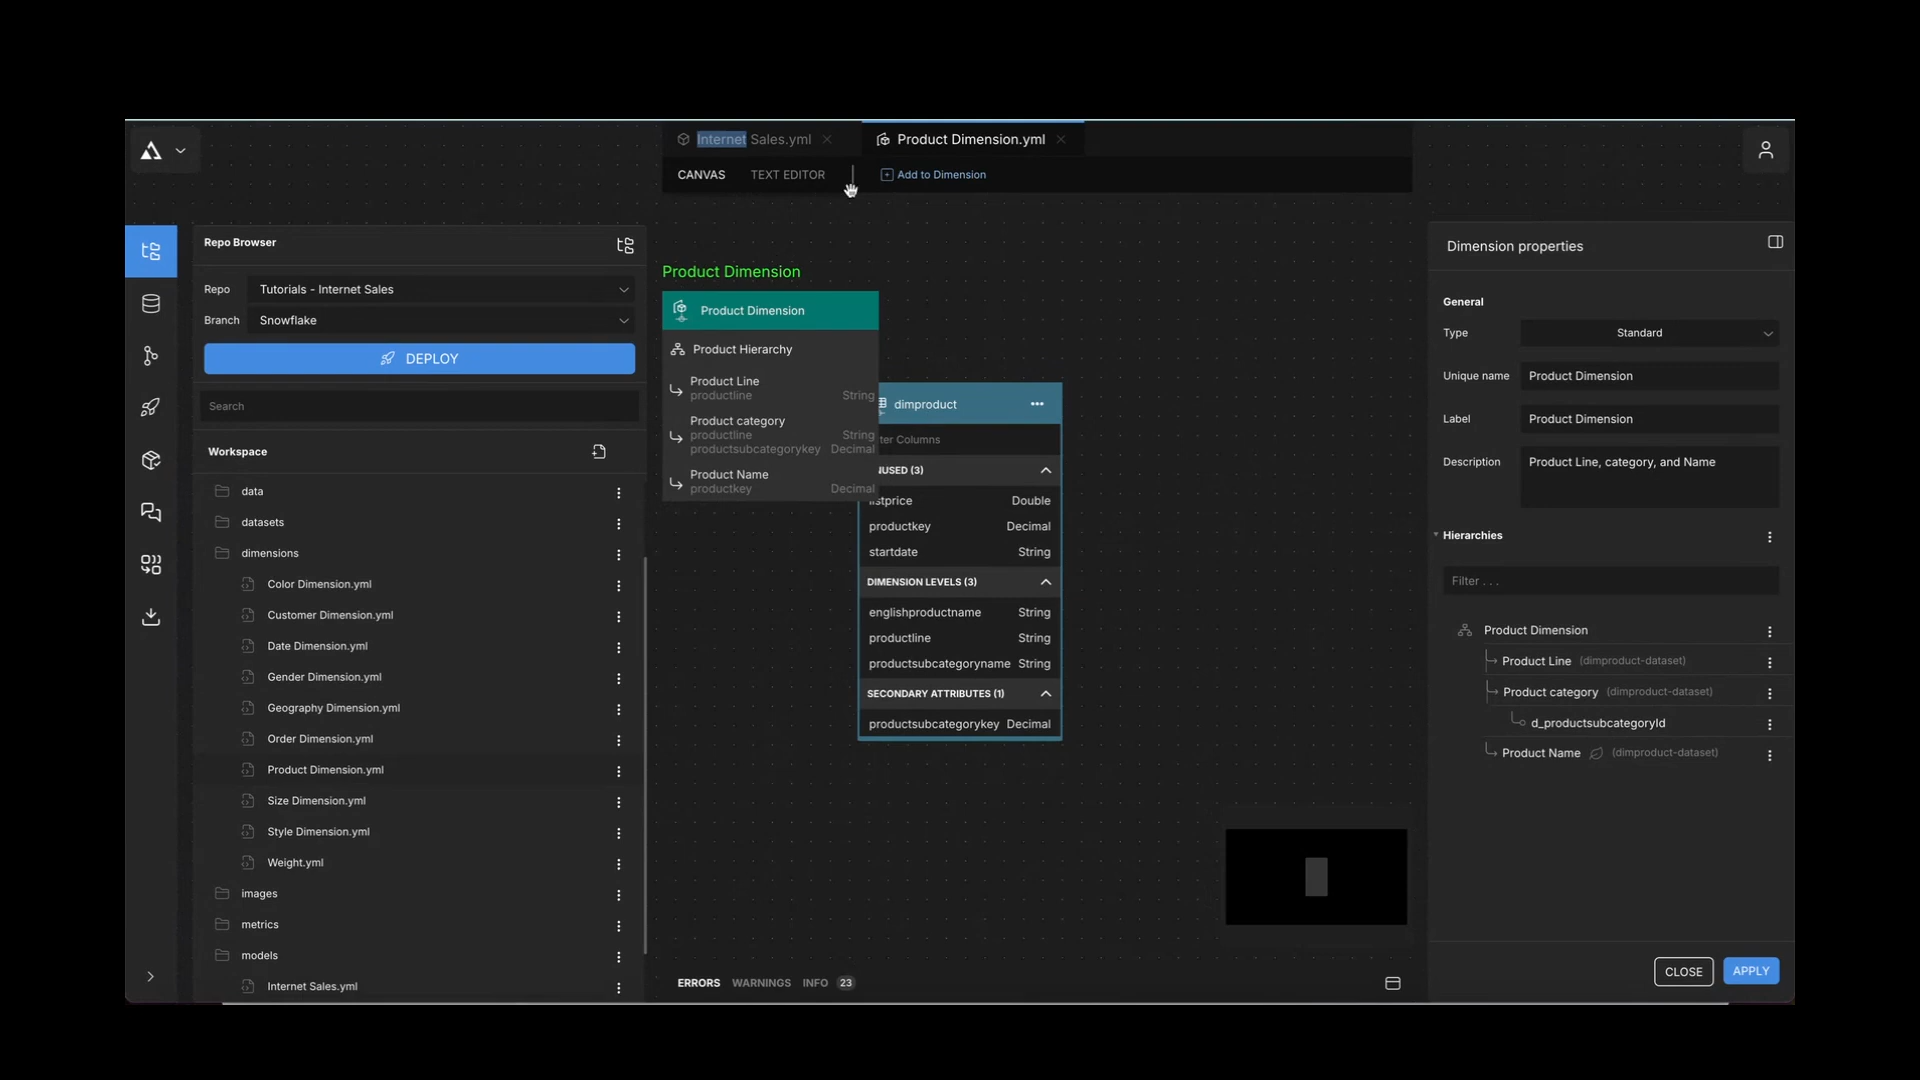 Internet Sales.yml
Product Dimension.yml
CANVAS
TEXT EDITOR
Add to Dimension
Repo Browser
Repo
Tutorials - Internet Sales
Branch
Snowflake
DEPLOY
Search
Workspace
data
datasets
dimensions
Color Dimension.yml
Customer Dimension.yml
Date Dimension.yml
Gender Dimension.yml
Geography Dimension.yml
Order Dimension.yml
Product Dimension.yml
Size Dimension.yml
Style Dimension.yml
Weight.yml
images
metrics
models
Internet Sales.yml
Product Dimension
Product Dimension
Product Hierarchy
Product Line
productline String
Product category
productline String
productsubcategorykey Decimal
Product Name
productkey Decimal
dimproduct
ter Columns
USED (3)
listprice Double
productkey Decimal
startdate String
DIMENSION LEVELS (3)
englishproductname String
productline String
productsubcategoryname String
SECONDARY ATTRIBUTES (1)
productsubcategorykey Decimal
ERRORS
WARNINGS
INFO 23
Dimension properties
General
Type
Standard
Unique name
Product Dimension
Label
Product Dimension
Description
Product Line, category, and Name
Hierarchies
Filter . . .
Product Dimension
Product Line (dimproduct-dataset)
Product category (dimproduct-dataset)
d_productsubcategoryId
Product Name (dimproduct-dataset)
CLOSE
APPLY